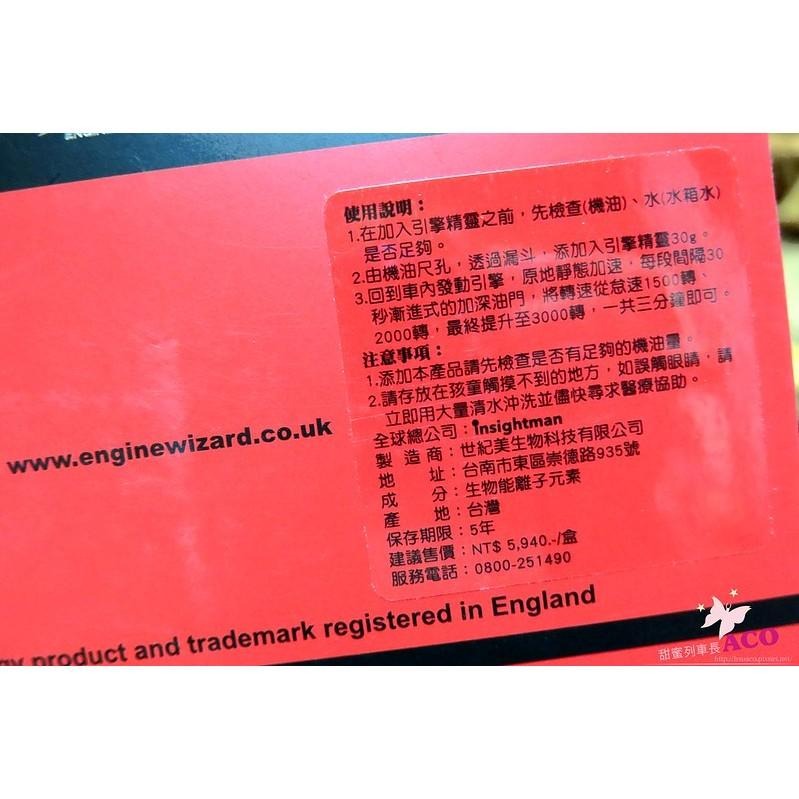 使用說明：
1.在加入引擎精靈之前，先檢查(機油)、水(水箱水)
是否足夠。
2.由機油尺孔，透過漏斗，添加入引擎精靈30g。
3.回到車內發動引擎，原地靜態加速，每段間隔30
秒漸進式的加深油門，將轉速從怠速1500轉、
2000轉，最終提升至3000轉，一共三分鐘即可。
注意事項：
1.添加本產品請先檢查是否有足夠的機油量。
2.請存放在孩童觸摸不到的地方，如誤觸眼睛，請
立即用大量清水沖洗並儘快尋求醫療協助。
全球總公司：insightman
製造商：世紀美生物科技有限公司
地址：台南市東區崇德路935號
成分：生物能離子元素
產地：台灣
保存期限：5年
建議售價：NT$ 5,940.-/盒
服務電話：0800-251490
www.enginewizard.co.uk
product and trademark registered in England
甜蜜列車長ACO